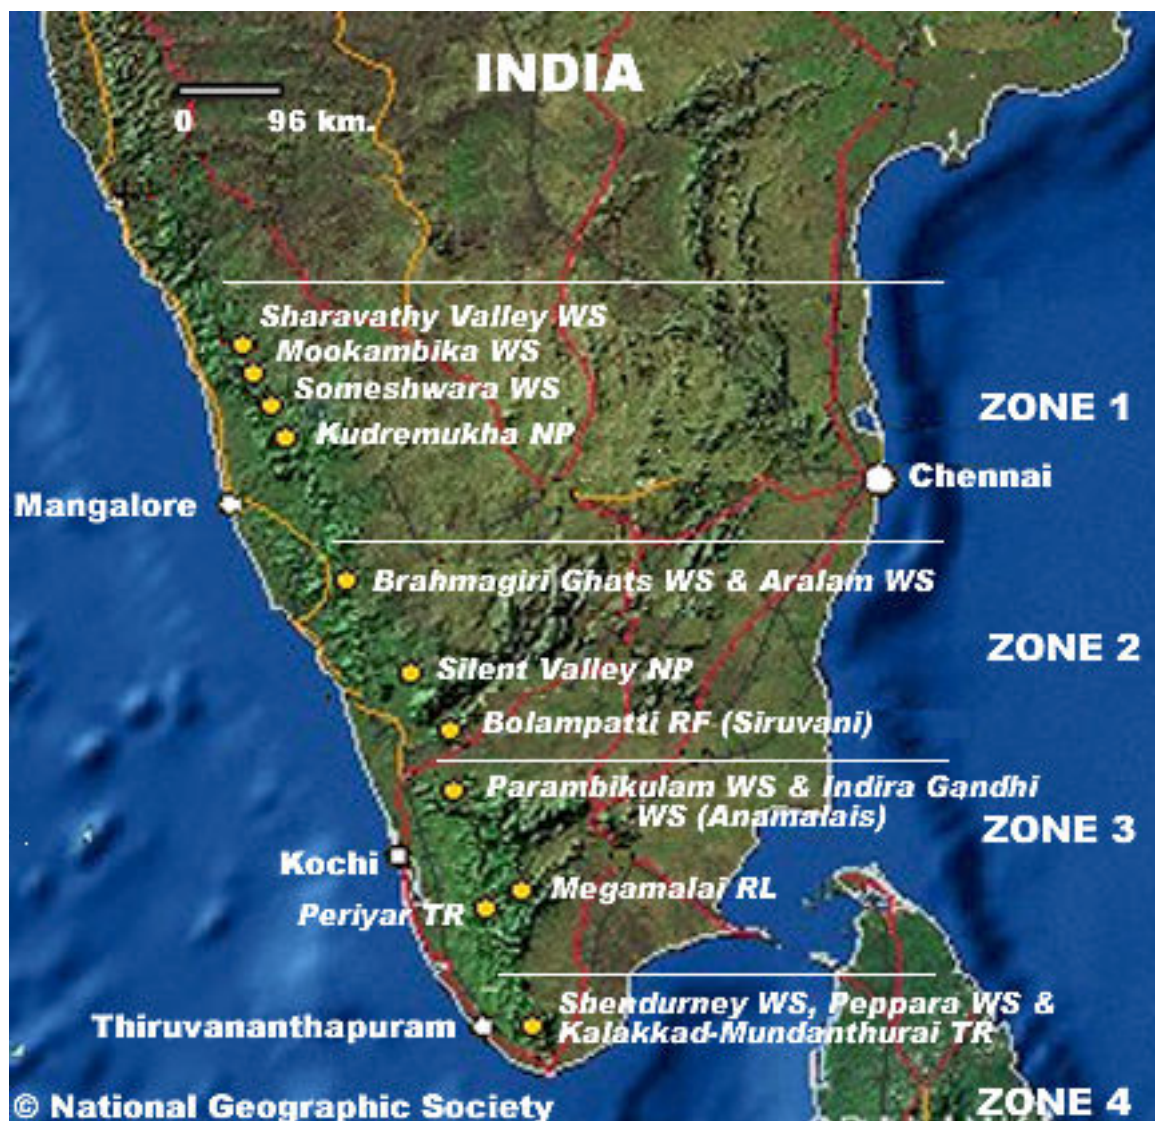 INDIA
0 96 km.
Sharavathy Valley WS
Mookambika WS
Someshwara WS
ZONE 1
Kudremukha NP
Chennai
Mangalore
Brahmagiri Ghats WS & Aralam WS
ZONE 2
Silent Valley NP
Bolampatti RF (Siruvani)
Parambikulam WS & Indira Gandhi
WS (Anamalais)
ZONE 3
Kochi
Megamalai RL
Periyar TR
Shendurney WS, Peppara WS &
Thiruvananthapuram
Kalakkad-Mundanthurai TR
ZONE 4
© National Geographic Society